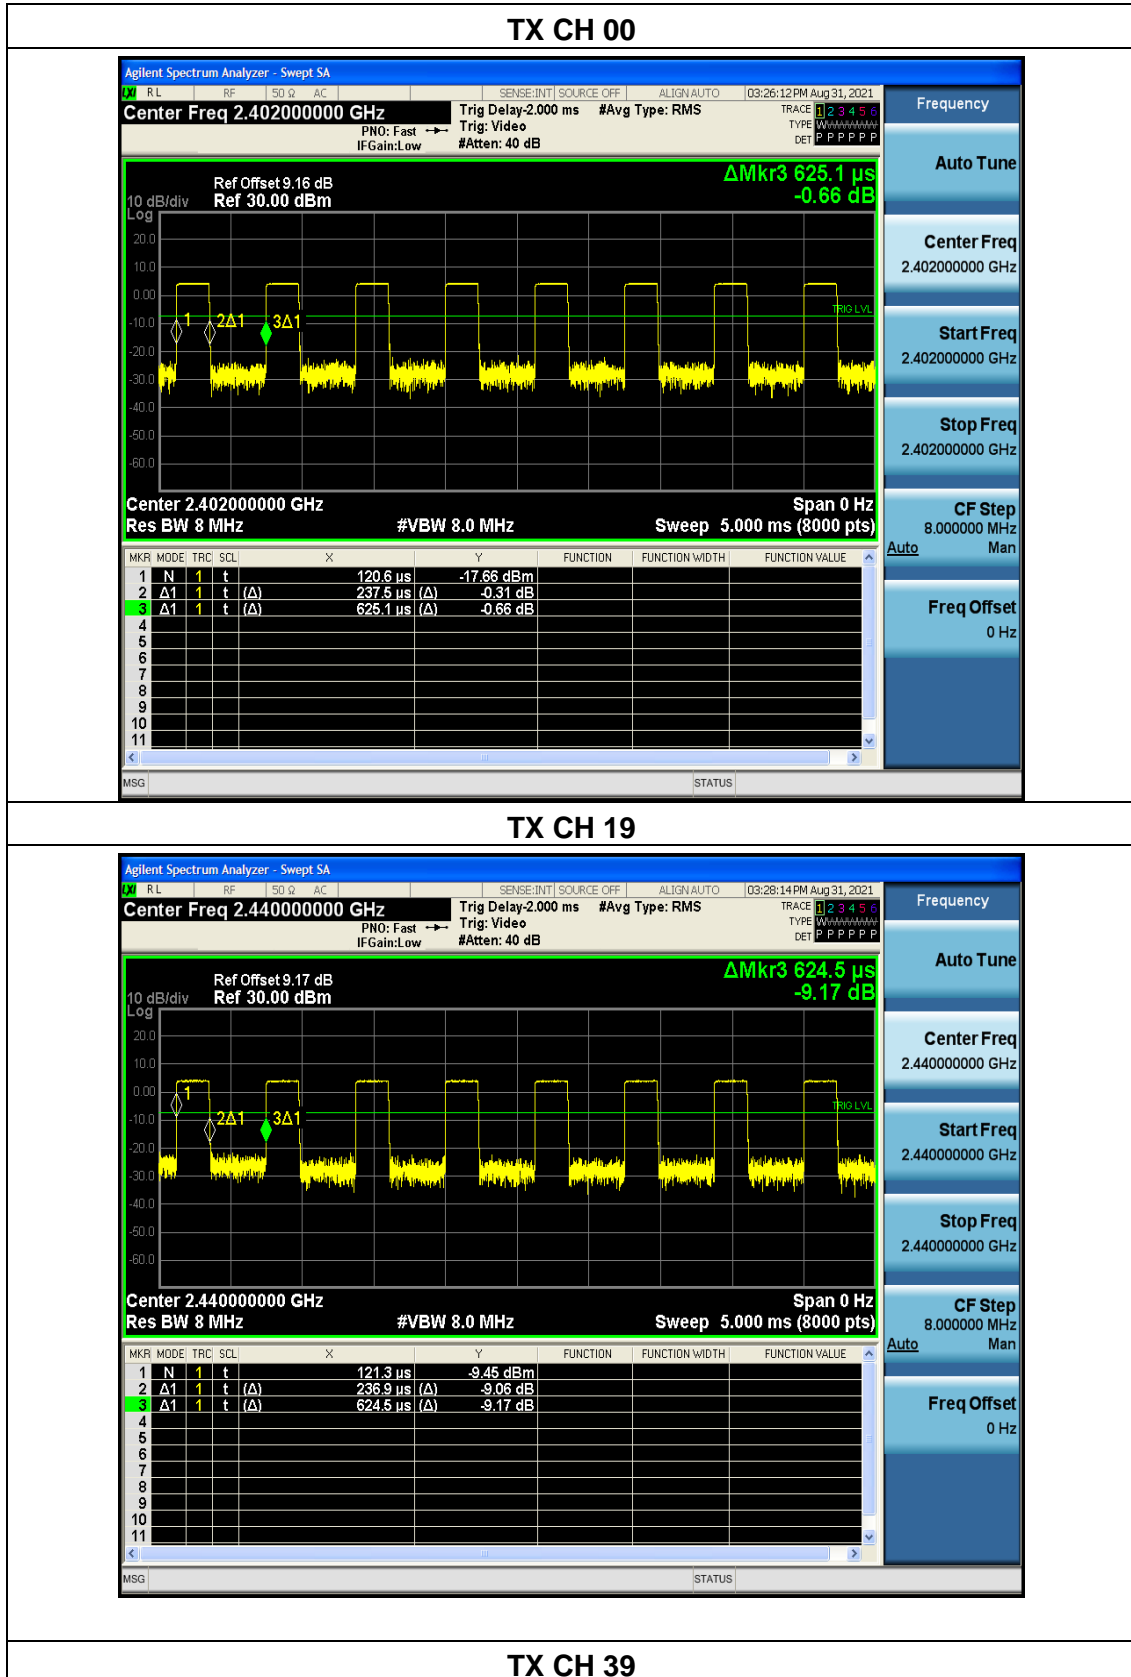 TX CH 00
Agilent Spectrum Analyzer - Swept SA
LXI RL RF 50 Ω AC SENSE:INT SOURCE OFF ALIGNAUTO 03:26:12 PM Aug 31, 2021
Center Freq 2.402000000 GHz Trig Delay-2.000 ms #Avg Type: RMS TRACE 1 2 3 4 5 6
PNO: Fast Trig: Video TYPE
IFGain:Low #Atten: 40 dB DET P P P P P P
Frequency
Auto Tune
Center Freq
2.402000000 GHz
Start Freq
2.402000000 GHz
Stop Freq
2.402000000 GHz
CF Step
8.000000 MHz
Auto Man
Freq Offset
0 Hz
ΔMkr3 625.1 µs
-0.66 dB
Ref Offset 9.16 dB
10 dB/div Ref 30.00 dBm
Log
20.0
10.0
0.00
-10.0
-20.0
-30.0
-40.0
-50.0
-60.0
1 2Δ1 3Δ1
TRIG LVL
Center 2.402000000 GHz Span 0 Hz
Res BW 8 MHz #VBW 8.0 MHz Sweep 5.000 ms (8000 pts)
MKR MODE TRC SCL X Y FUNCTION FUNCTION WIDTH FUNCTION VALUE
1 N 1 t 120.6 µs -17.66 dBm
2 Δ1 1 t (Δ) 237.5 µs (Δ) -0.31 dB
3 Δ1 1 t (Δ) 625.1 µs (Δ) -0.66 dB
4
5
6
7
8
9
10
11
MSG STATUS
TX CH 19
Agilent Spectrum Analyzer - Swept SA
LXI RL RF 50 Ω AC SENSE:INT SOURCE OFF ALIGNAUTO 03:28:14 PM Aug 31, 2021
Center Freq 2.440000000 GHz Trig Delay-2.000 ms #Avg Type: RMS TRACE 1 2 3 4 5 6
PNO: Fast Trig: Video TYPE
IFGain:Low #Atten: 40 dB DET P P P P P P
Frequency
Auto Tune
Center Freq
2.440000000 GHz
Start Freq
2.440000000 GHz
Stop Freq
2.440000000 GHz
CF Step
8.000000 MHz
Auto Man
Freq Offset
0 Hz
ΔMkr3 624.5 µs
-9.17 dB
Ref Offset 9.17 dB
10 dB/div Ref 30.00 dBm
Log
20.0
10.0
0.00
-10.0
-20.0
-30.0
-40.0
-50.0
-60.0
1 2Δ1 3Δ1
TRIG LVL
Center 2.440000000 GHz Span 0 Hz
Res BW 8 MHz #VBW 8.0 MHz Sweep 5.000 ms (8000 pts)
MKR MODE TRC SCL X Y FUNCTION FUNCTION WIDTH FUNCTION VALUE
1 N 1 t 121.3 µs -9.45 dBm
2 Δ1 1 t (Δ) 236.9 µs (Δ) -9.06 dB
3 Δ1 1 t (Δ) 624.5 µs (Δ) -9.17 dB
4
5
6
7
8
9
10
11
MSG STATUS
TX CH 39